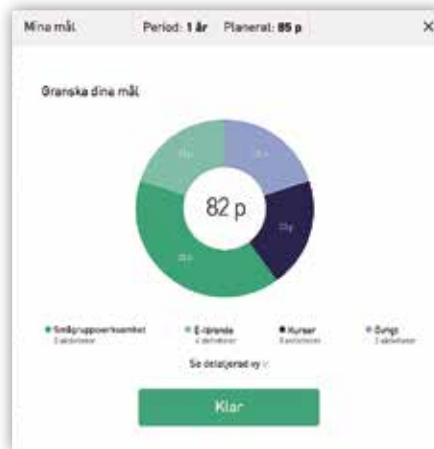 Mina mål Period: 1 år Planerat: 85 p ×
Granska dina mål
82 p
Smågruppsverksamhet E-lärande Kurser Övrigt
Se detaljerad vy
Klar